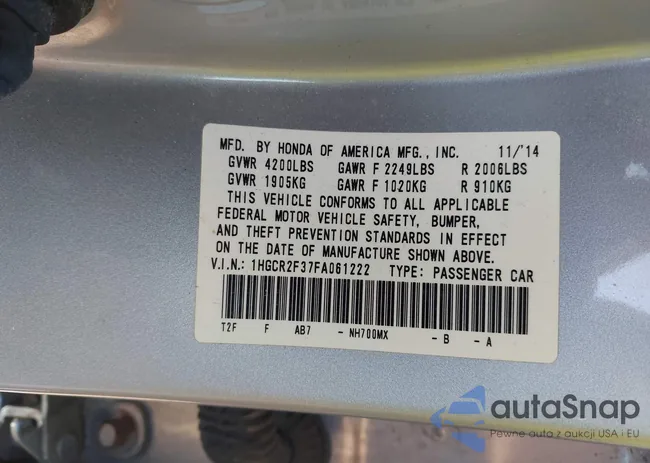 MFD. BY HONDA OF AMERICA MFG., INC. 11/'14
GVWR 4200LBS GAWR F 2249LBS R 2006LBS
GVWR 1905KG GAWR F 1020KG R 910KG
THIS VEHICLE CONFORMS TO ALL APPLICABLE
FEDERAL MOTOR VEHICLE SAFETY, BUMPER,
AND THEFT PREVENTION STANDARDS IN EFFECT
ON THE DATE OF MANUFACTURE SHOWN ABOVE.
V.I.N.: 1HGCR2F37FA061222 TYPE: PASSENGER CAR
T2F F AB7 - NH700MX - B - A
autaSnap
Pewne auta z aukcji USA i EU